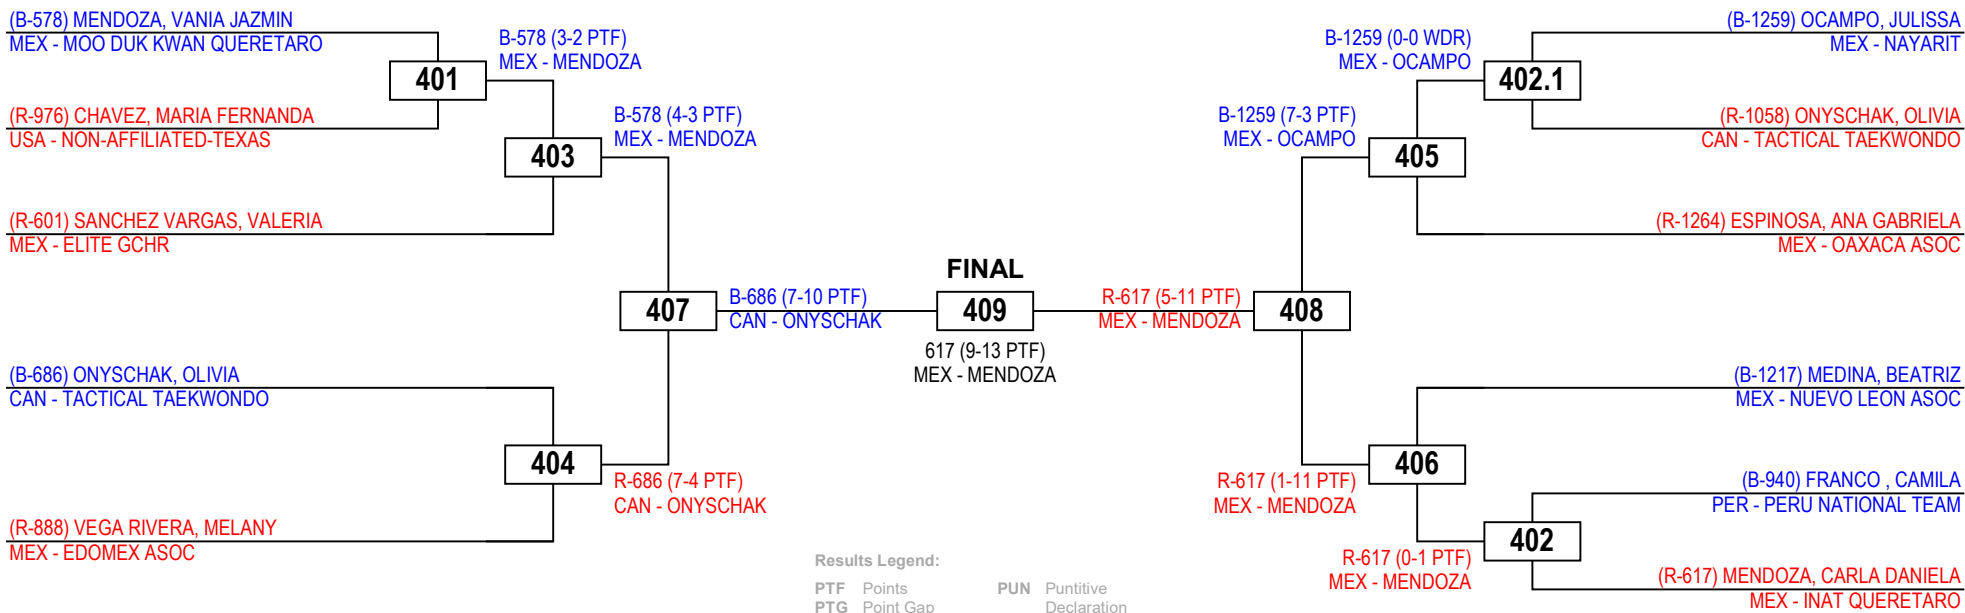 (B-578) MENDOZA, VANIA JAZMIN
MEX - MOO DUK KWAN QUERETARO
401
(R-976) CHAVEZ, MARIA FERNANDA
USA - NON-AFFILIATED-TEXAS
B-578 (3-2 PTF)
MEX - MENDOZA
403
(R-601) SANCHEZ VARGAS, VALERIA
MEX - ELITE GCHR
B-578 (4-3 PTF)
MEX - MENDOZA
407
(B-686) ONYSCHAK, OLIVIA
CAN - TACTICAL TAEKWONDO
404
(R-888) VEGA RIVERA, MELANY
MEX - EDOMEX ASOC
R-686 (7-4 PTF)
CAN - ONYSCHAK
B-686 (7-10 PTF)
CAN - ONYSCHAK
FINAL
409
617 (9-13 PTF)
MEX - MENDOZA
R-617 (5-11 PTF)
MEX - MENDOZA
408
B-1259 (7-3 PTF)
MEX - OCAMPO
405
B-1259 (0-0 WDR)
MEX - OCAMPO
402.1
(B-1259) OCAMPO, JULISSA
MEX - NAYARIT
(R-1058) ONYSCHAK, OLIVIA
CAN - TACTICAL TAEKWONDO
(R-1264) ESPINOSA, ANA GABRIELA
MEX - OAXACA ASOC
(B-1217) MEDINA, BEATRIZ
MEX - NUEVO LEON ASOC
406
R-617 (1-11 PTF)
MEX - MENDOZA
(B-940) FRANCO , CAMILA
PER - PERU NATIONAL TEAM
402
R-617 (0-1 PTF)
MEX - MENDOZA
(R-617) MENDOZA, CARLA DANIELA
MEX - INAT QUERETARO
Results Legend:
PTF Points PUN Puntitive
PTG Point Gap Declaration